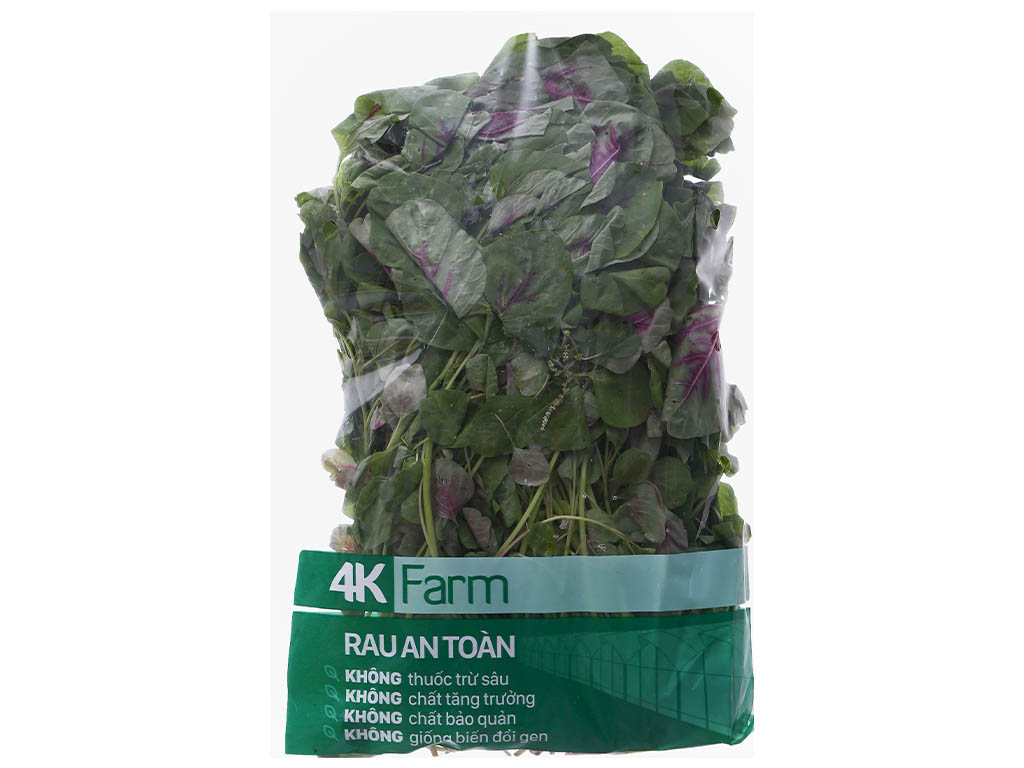 4K Farm
RAU AN TOÀN
KHÔNG thuốc trừ sâu
KHÔNG chất tăng trưởng
KHÔNG chất bảo quản
KHÔNG giống biến đổi gen